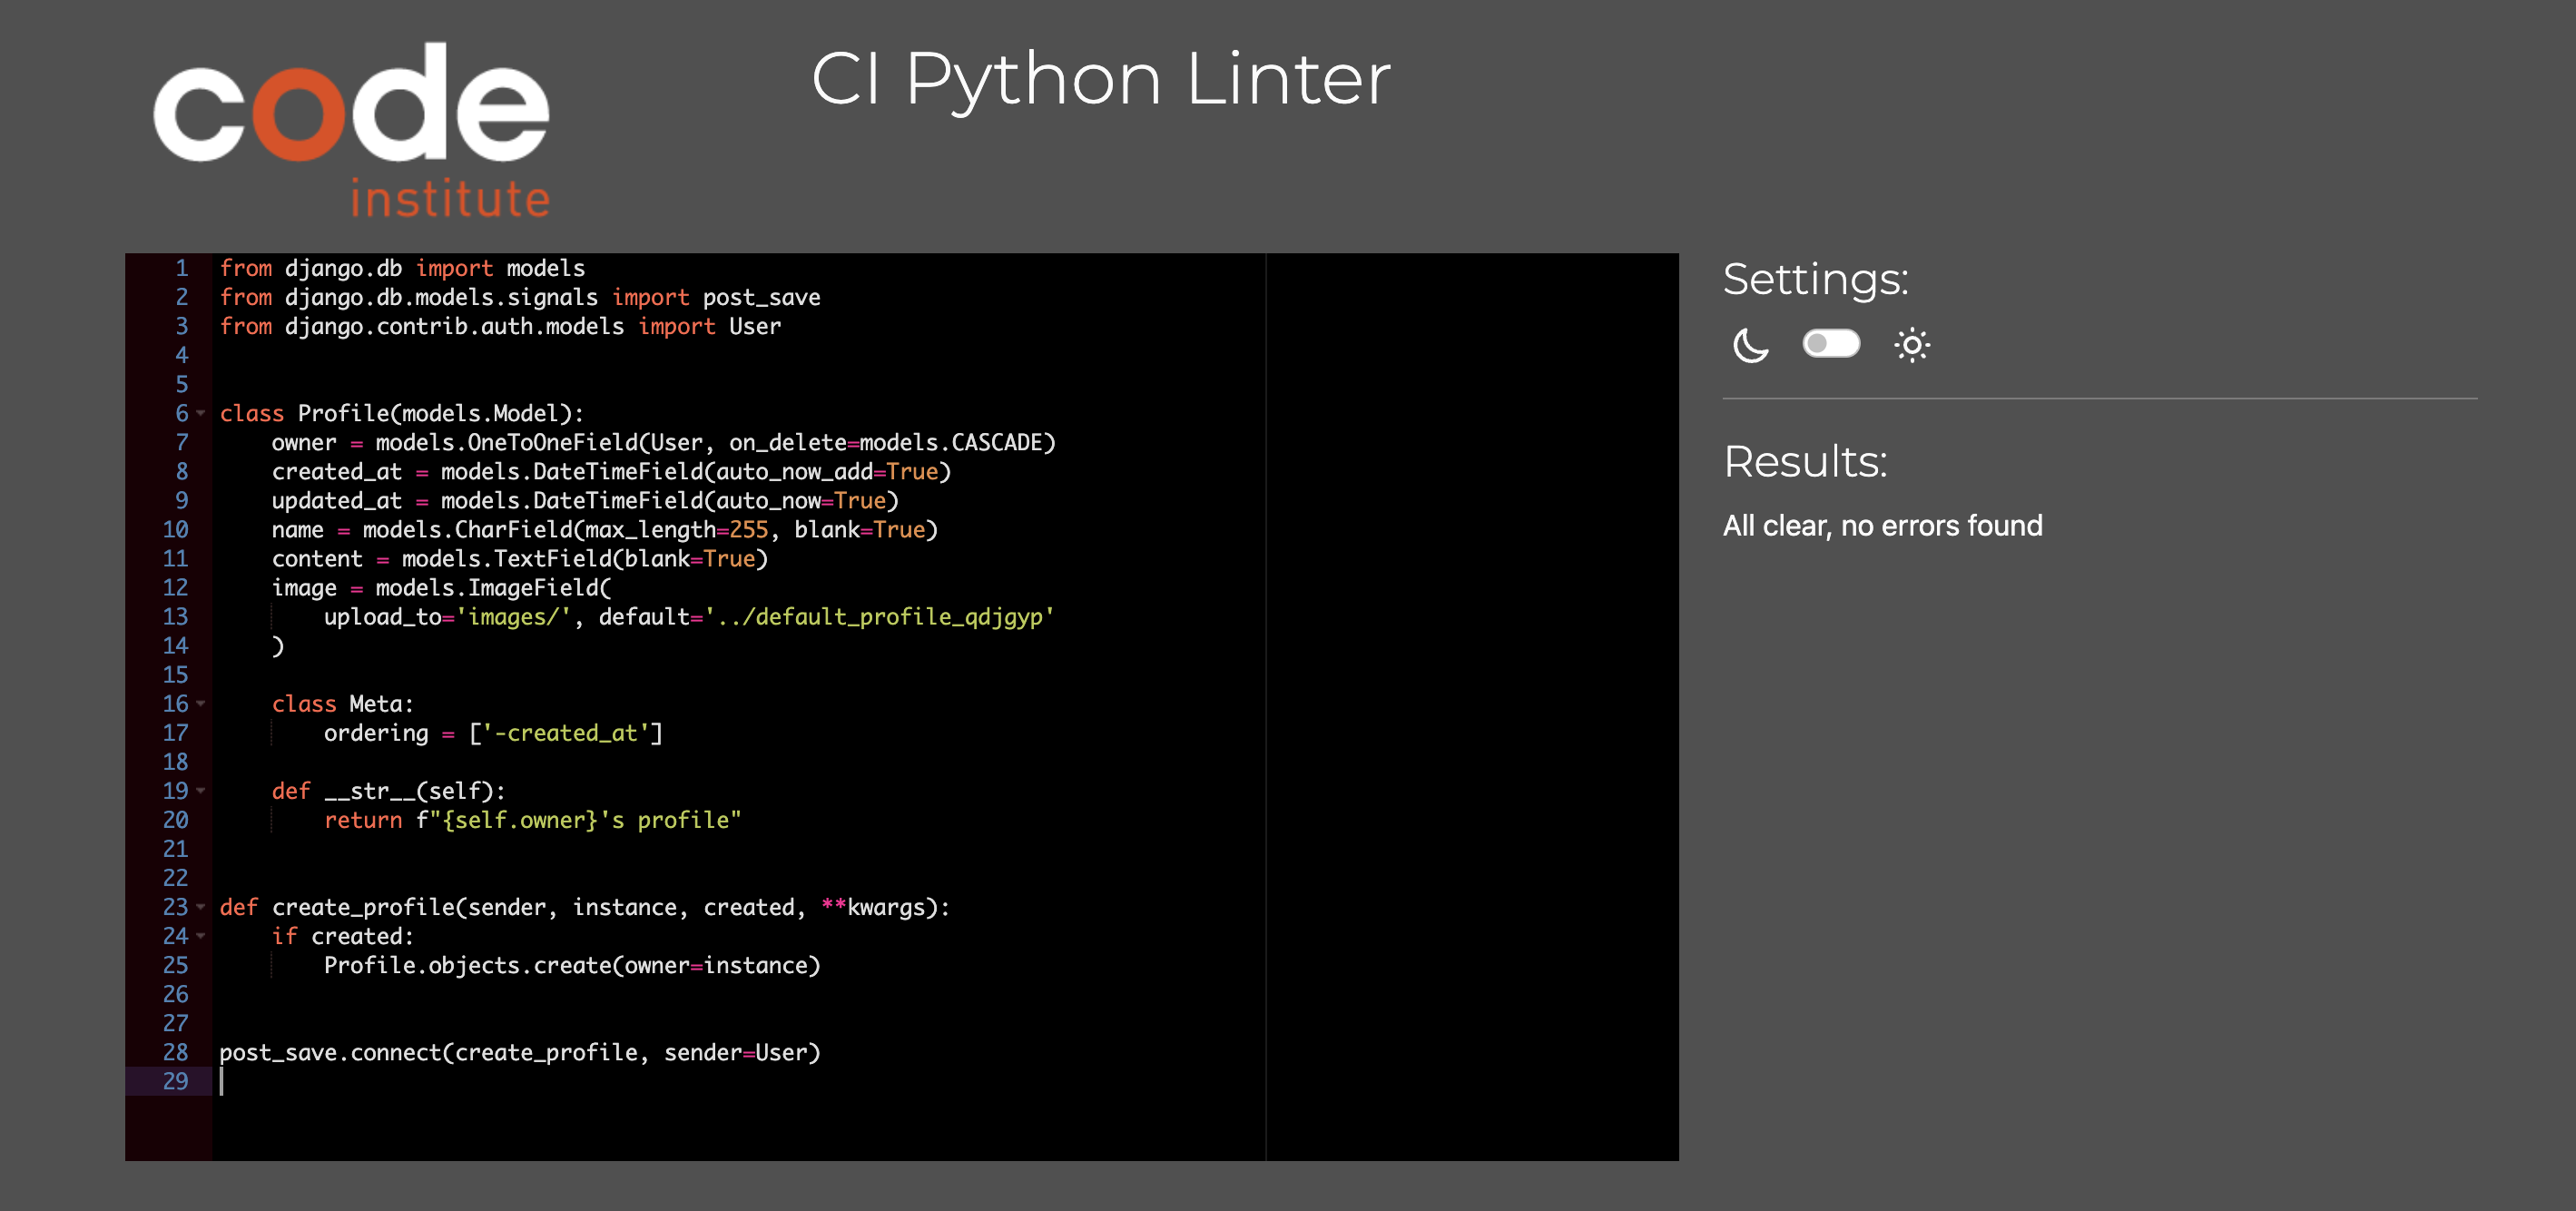 code
institute
CI Python Linter
1 from django.db import models
2 from django.db.models.signals import post_save
3 from django.contrib.auth.models import User
4
5
6 class Profile(models.Model):
7     owner = models.OneToOneField(User, on_delete=models.CASCADE)
8     created_at = models.DateTimeField(auto_now_add=True)
9     updated_at = models.DateTimeField(auto_now=True)
10     name = models.CharField(max_length=255, blank=True)
11     content = models.TextField(blank=True)
12     image = models.ImageField(
13         upload_to='images/', default='../default_profile_qdjgyp'
14     )
15
16     class Meta:
17         ordering = ['-created_at']
18
19     def __str__(self):
20         return f"{self.owner}'s profile"
21
22
23 def create_profile(sender, instance, created, **kwargs):
24     if created:
25         Profile.objects.create(owner=instance)
26
27
28 post_save.connect(create_profile, sender=User)
29
Settings:
Results:
All clear, no errors found